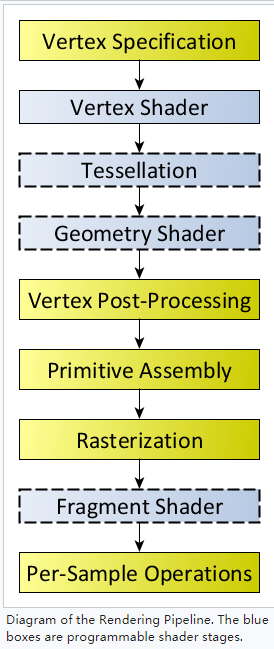 Vertex Specification
Vertex Shader
Tessellation
Geometry Shader
Vertex Post-Processing
Primitive Assembly
Rasterization
Fragment Shader
Per-Sample Operations
Diagram of the Rendering Pipeline. The blue
boxes are programmable shader stages.